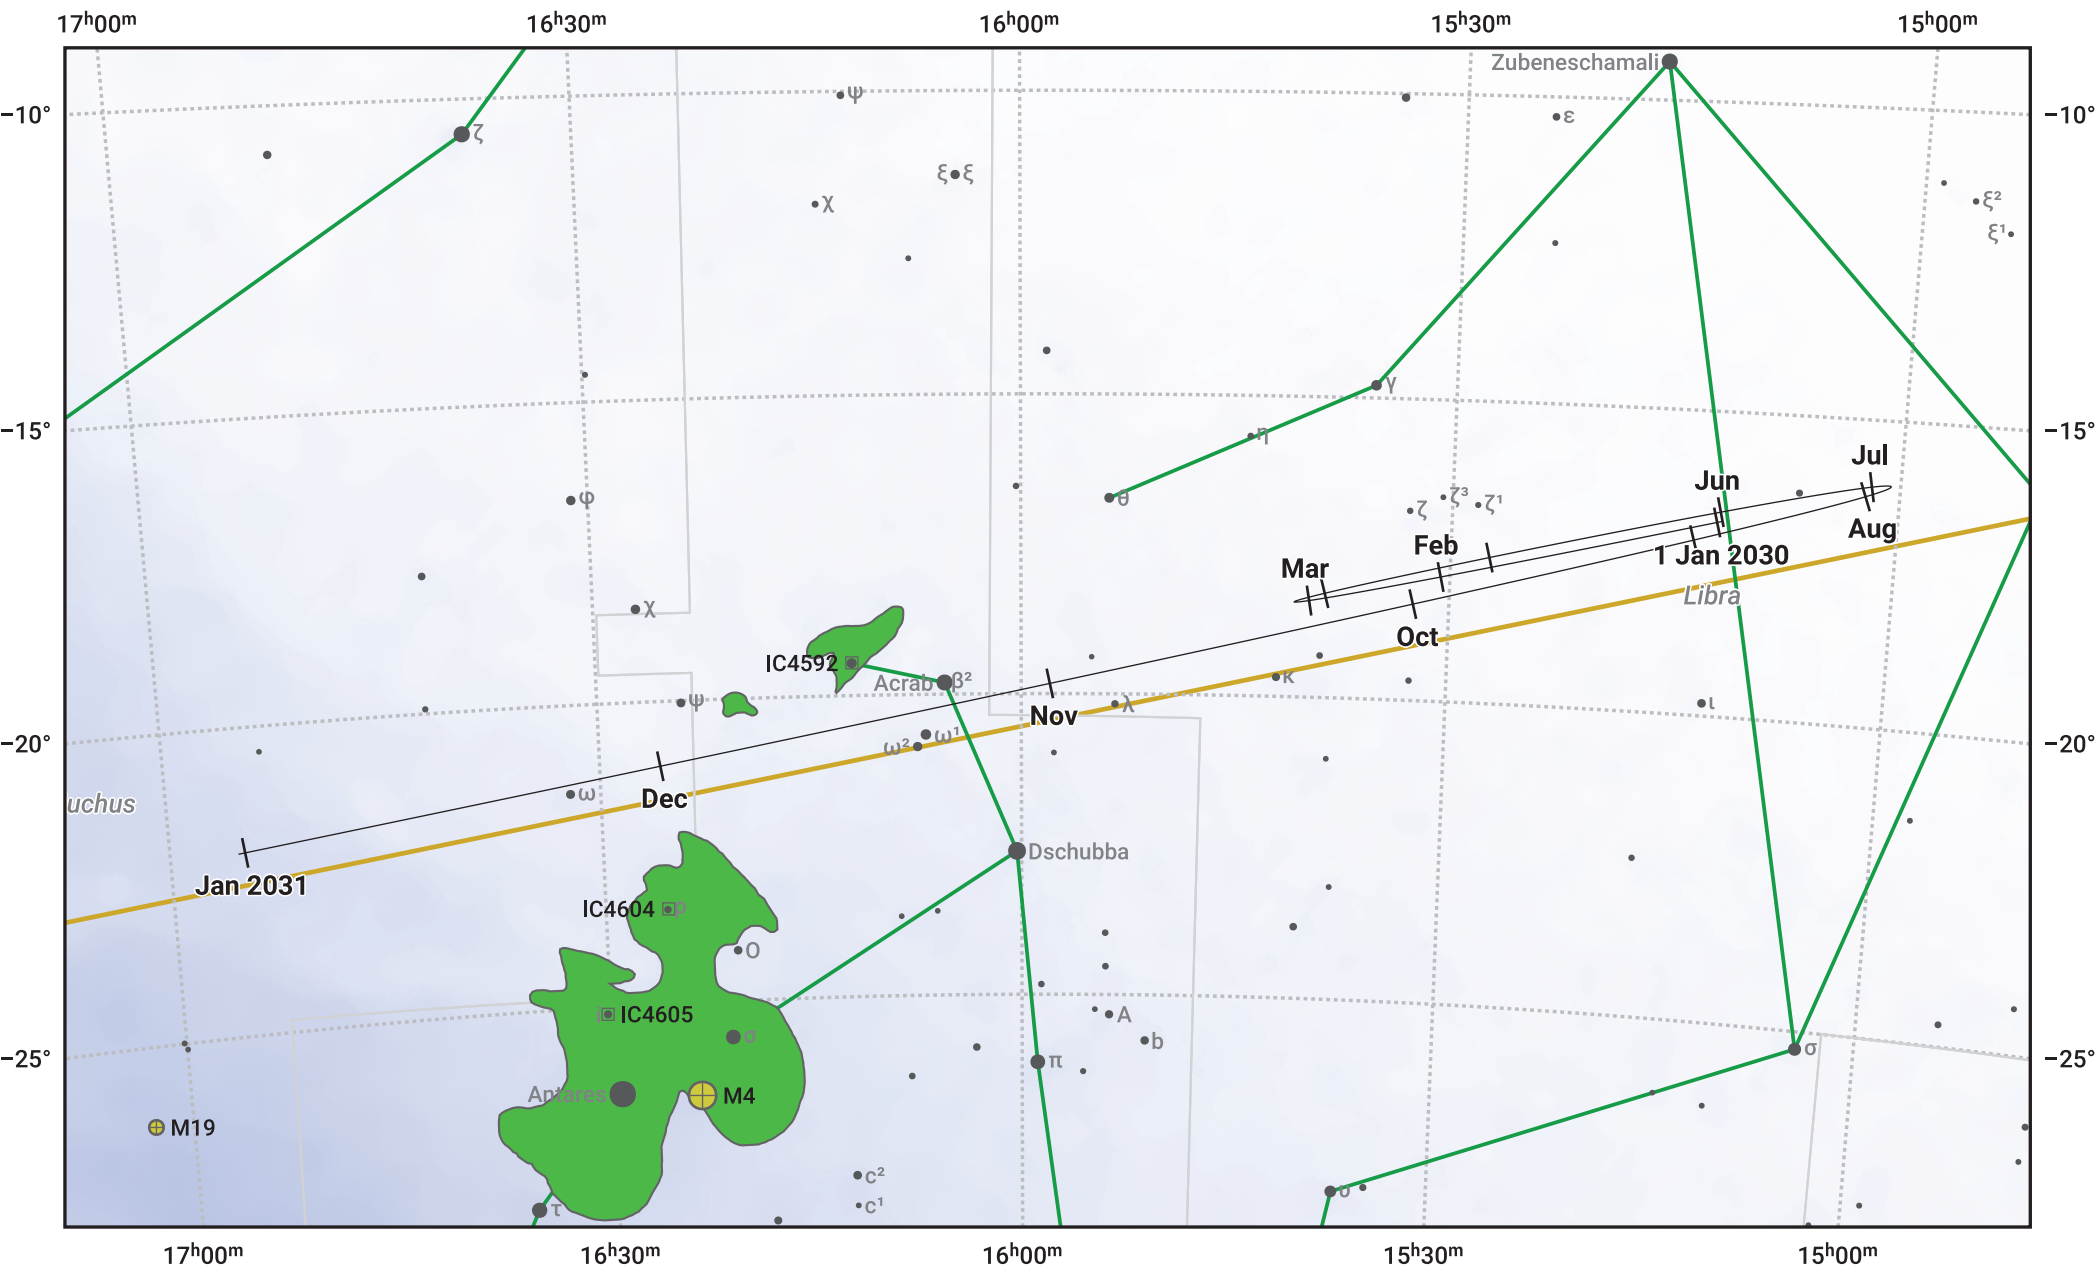 17ʰ00ᵐ 16ʰ30ᵐ 16ʰ00ᵐ 15ʰ30ᵐ 15ʰ00ᵐ
Zubeneschamali
ψ
−10° ε −10°
ζ
ξ ξ
χ ξ²
ξ¹
γ
−15° η −15°
Jul
Jun
φ θ ζ ζ³ ζ¹
Aug
Feb 1 Jan 2030
Mar
Libra
χ
Oct
IC4592
Acrab β² κ
ψ λ ι
Nov
ω² ω¹
−20° −20°
ω Dec
uchus
Dschubba
Jan 2031
IC4604 ρ
ο
IC4605 A
σ b σ
−25° π −25°
Antares M4
M19
c² υ
c¹
τ
17ʰ00ᵐ 16ʰ30ᵐ 16ʰ00ᵐ 15ʰ30ᵐ 15ʰ00ᵐ